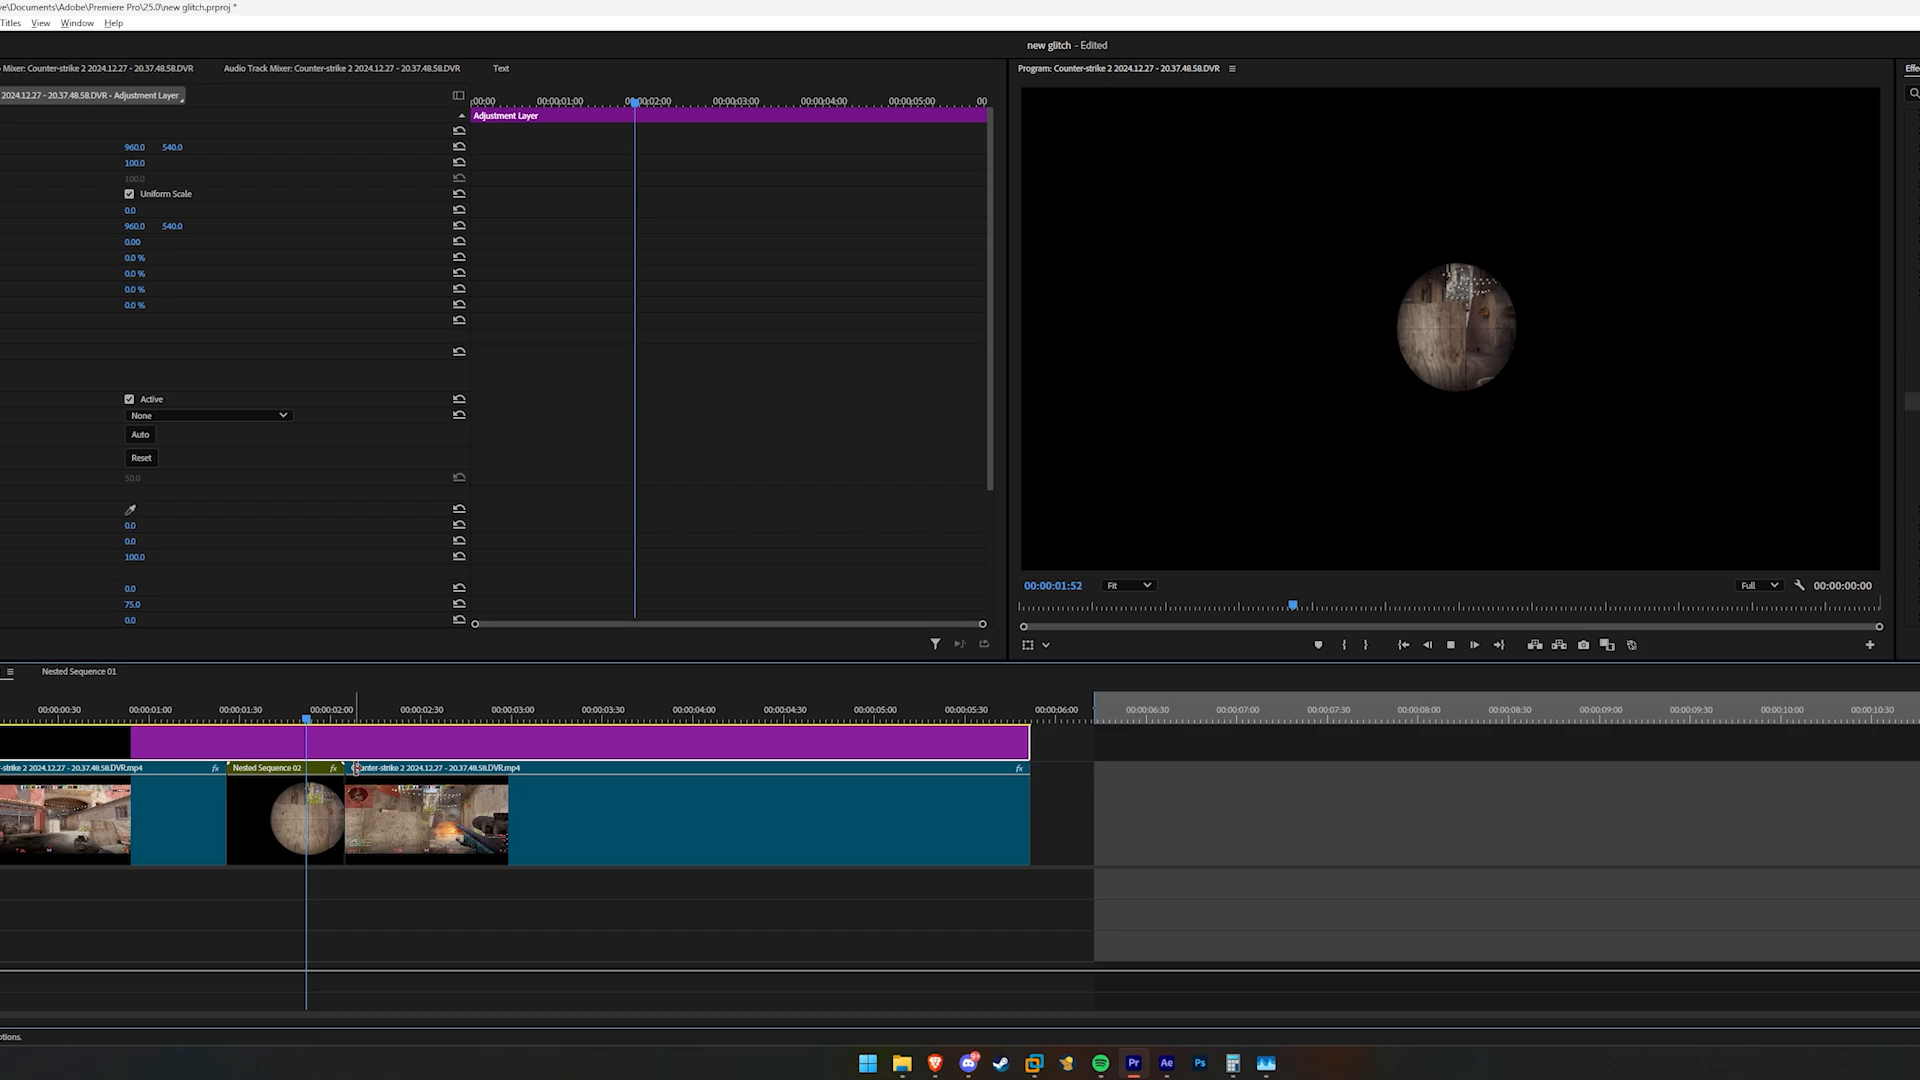 ve\Documents\Adobe\Premiere Pro\25.0\new glitch.prproj *
Titles View Window Help
new glitch - Edited
Mixer: Counter-strike 2 2024.12.27 - 20.37.48.58.DVR
Audio Track Mixer: Counter-strike 2 2024.12.27 - 20.37.48.58.DVR
Text
Program: Counter-strike 2 2024.12.27 - 20.37.48.58.DVR
Effe
2024.12.27 - 20.37.48.58.DVR - Adjustment Layer
:00:00 00:00:01:00 00:00:02:00 00:00:03:00 00:00:04:00 00:00:05:00 00
Adjustment Layer
960.0 540.0
100.0
100.0
Uniform Scale
0.0
960.0 540.0
0.00
0.0 %
0.0 %
0.0 %
0.0 %
Active
None
Auto
Reset
50.0
0.0
0.0
100.0
0.0
75.0
0.0
00:00:01:52 Fit Full 00:00:00:00
Nested Sequence 01
00:00:00:30 00:00:01:00 00:00:01:30 00:00:02:00 00:00:02:30 00:00:03:00 00:00:03:30 00:00:04:00 00:00:04:30 00:00:05:00 00:00:05:30 00:00:06:00 00:00:06:30 00:00:07:00 00:00:07:30 00:00:08:00 00:00:08:30 00:00:09:00 00:00:09:30 00:00:10:00 00:00:10:30
-strike 2 2024.12.27 - 20.37.48.58.DVR.mp4 fx
Nested Sequence 02 fx
unter-strike 2 2024.12.27 - 20.37.48.58.DVR.mp4 fx
ptions.
Pr Ae Ps